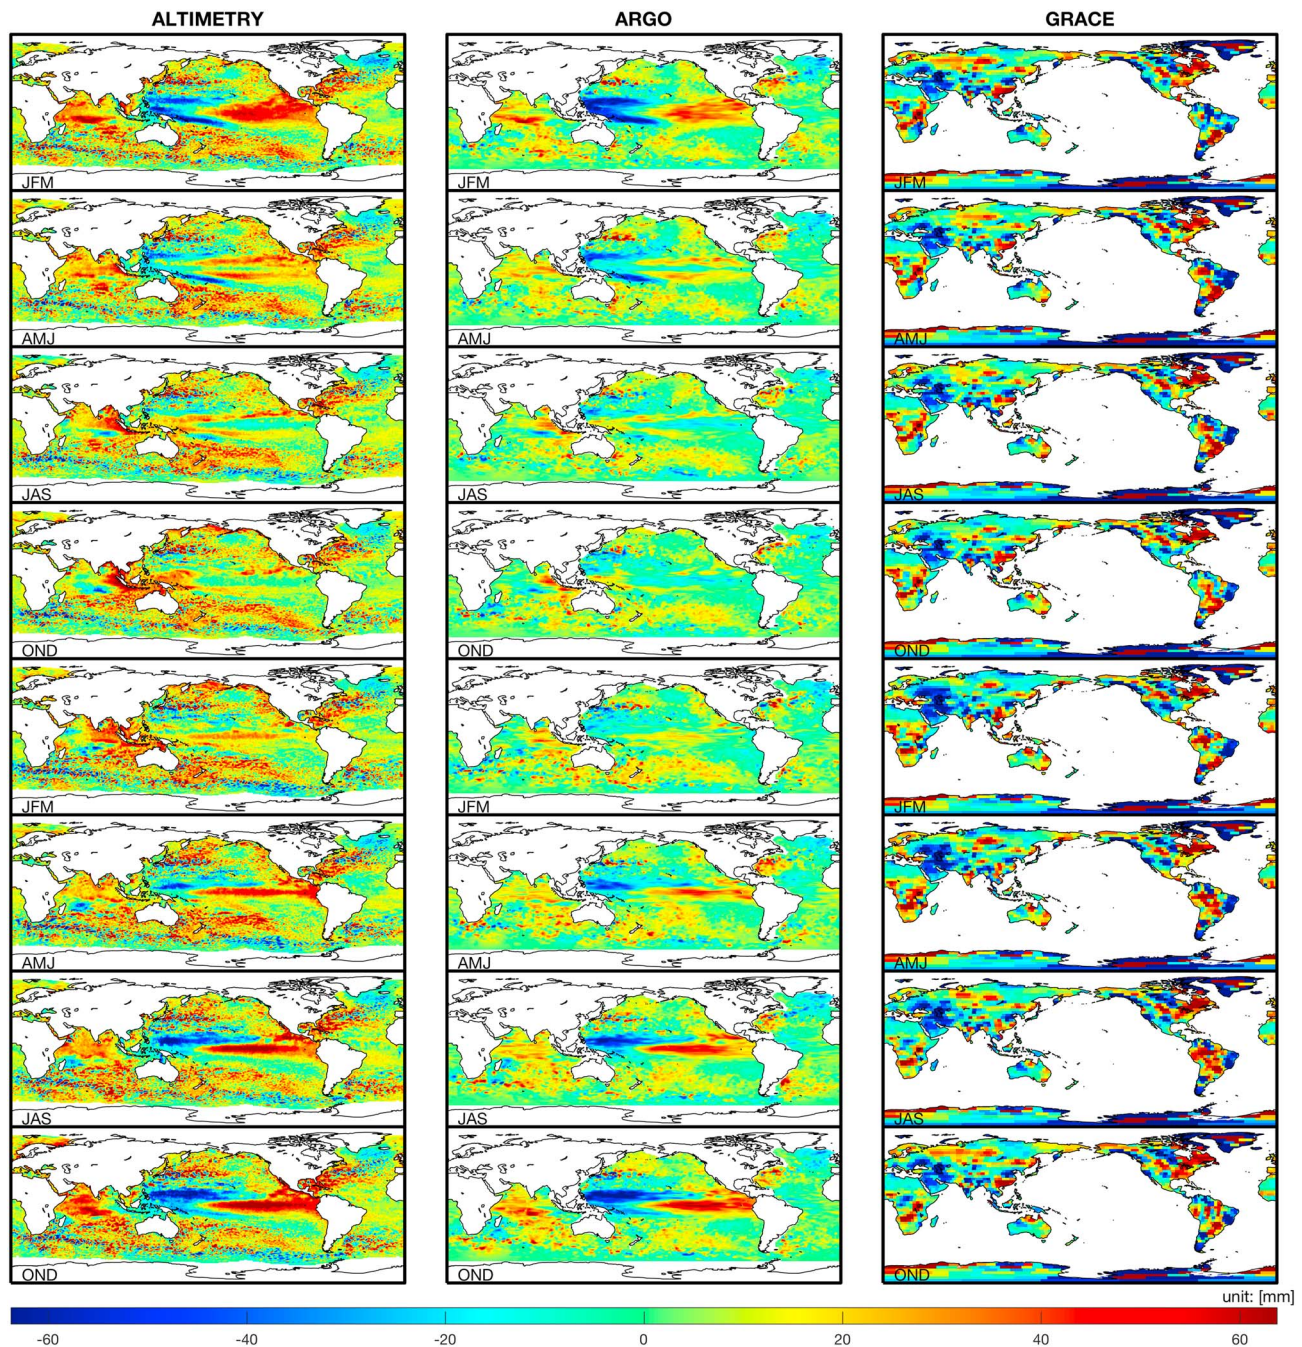 ALTIMETRY ARGO GRACE
JFM JFM JFM
AMJ AMJ AMJ
JAS JAS JAS
OND OND OND
JFM JFM JFM
AMJ AMJ AMJ
JAS JAS JAS
OND OND OND
unit: [mm]
-60 -40 -20 0 20 40 60